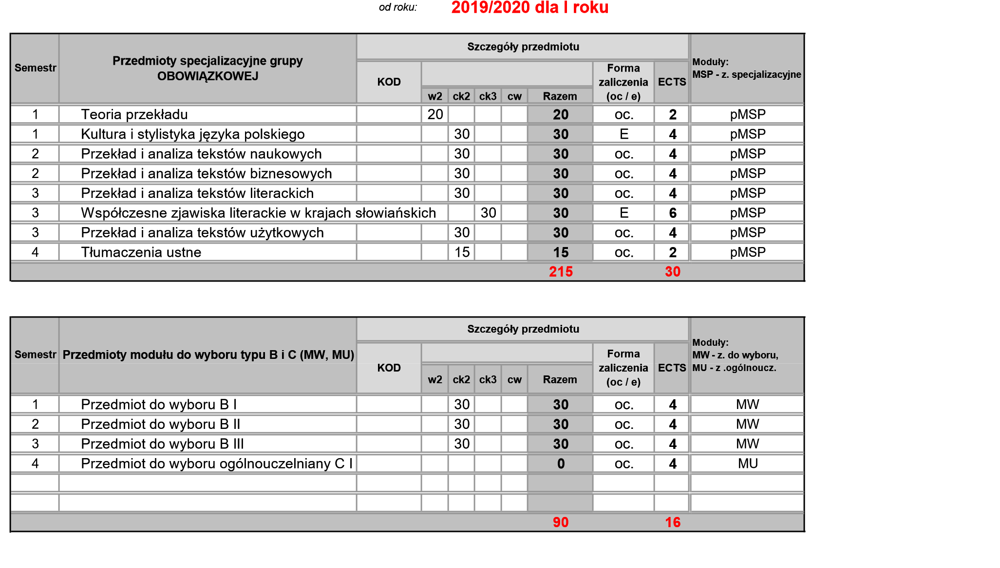 od roku: 2019/2020 dla I roku
Szczegóły przedmiotu
Semestr
Przedmioty specjalizacyjne grupy
OBOWIĄZKOWEJ
KOD
Forma
zaliczenia
(oc / e)
ECTS
Moduły:
MSP - z. specjalizacyjne
w2 ck2 ck3 cw Razem
1 Teoria przekładu 20 20 oc. 2 pMSP
1 Kultura i stylistyka języka polskiego 30 30 E 4 pMSP
2 Przekład i analiza tekstów naukowych 30 30 oc. 4 pMSP
2 Przekład i analiza tekstów biznesowych 30 30 oc. 4 pMSP
3 Przekład i analiza tekstów literackich 30 30 oc. 4 pMSP
3 Współczesne zjawiska literackie w krajach słowiańskich 30 30 E 6 pMSP
3 Przekład i analiza tekstów użytkowych 30 30 oc. 4 pMSP
4 Tłumaczenia ustne 15 15 oc. 2 pMSP
215 30
Szczegóły przedmiotu
Semestr
Przedmioty modułu do wyboru typu B i C (MW, MU)
KOD
Forma
zaliczenia
(oc / e)
ECTS
Moduły:
MW - z. do wyboru,
MU - z .ogólnoucz.
w2 ck2 ck3 cw Razem
1 Przedmiot do wyboru B I 30 30 oc. 4 MW
2 Przedmiot do wyboru B II 30 30 oc. 4 MW
3 Przedmiot do wyboru B III 30 30 oc. 4 MW
4 Przedmiot do wyboru ogólnouczelniany C I 0 oc. 4 MU
90 16